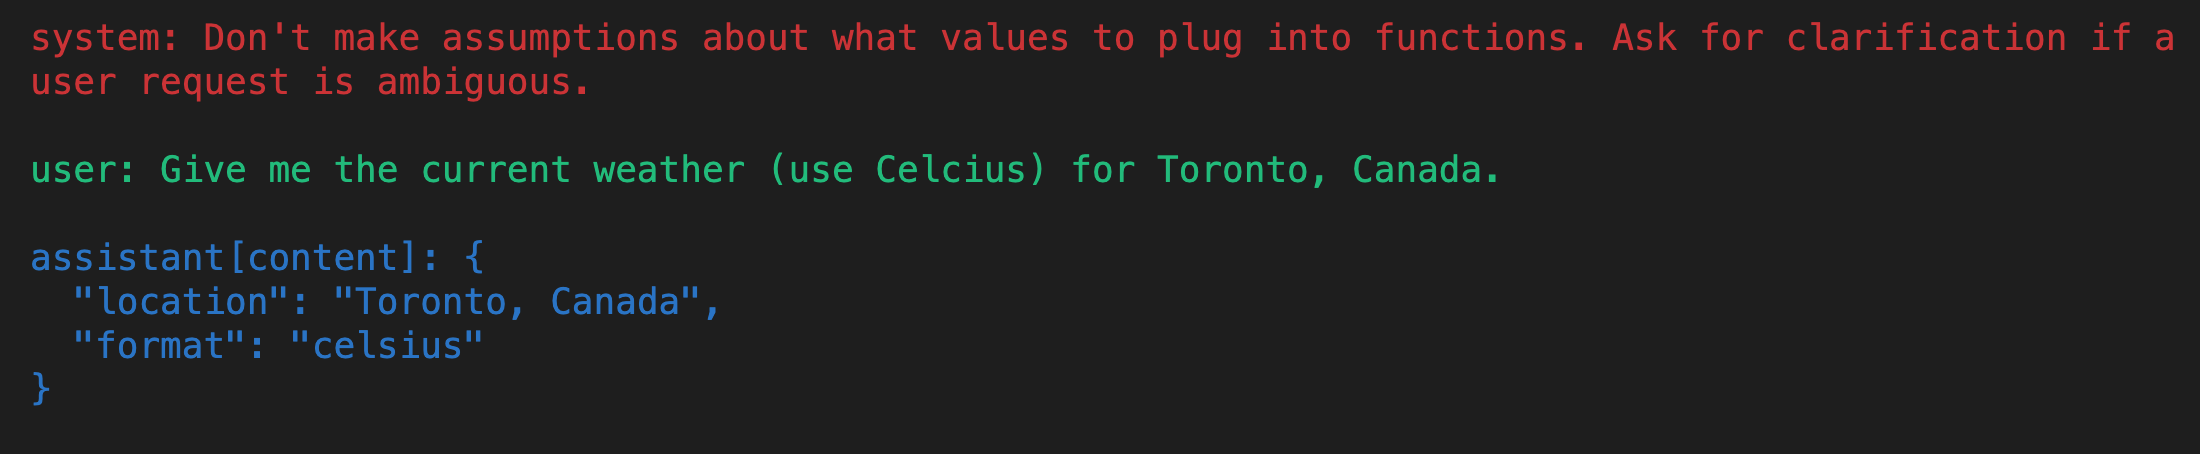 system: Don't make assumptions about what values to plug into functions. Ask for clarification if a
user request is ambiguous.
user: Give me the current weather (use Celcius) for Toronto, Canada.
assistant[content]: {
  "location": "Toronto, Canada",
  "format": "celsius"
}